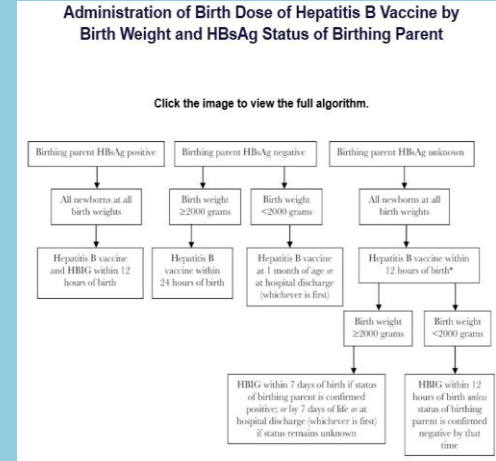 Administration of Birth Dose of Hepatitis B Vaccine by
Birth Weight and HBsAg Status of Birthing Parent
Click the image to view the full algorithm.
Birthing parent HBsAg positive
Birthing parent HBsAg negative
Birthing parent HBsAg unknown
All newborns at all
birth weights
Birth weight
≥2000 grams
Birth weight
<2000 grams
All newborns at all
birth weights
Hepatitis B vaccine
and HBIG within 12
hours of birth
Hepatitis B
vaccine within
24 hours of birth
Hepatitis B vaccine
at 1 month of age or
at hospital discharge
(whichever is first)
Hepatitis B vaccine within
12 hours of birth*
Birth weight
≥2000 grams
Birth weight
<2000 grams
HBIG within 7 days of birth if status
of birthing parent is confirmed
positive; or by 7 days of life or at
hospital discharge (whichever is first)
if status remains unknown
HBIG within 12
hours of birth unless
status of birthing
parent is confirmed
negative by that
time